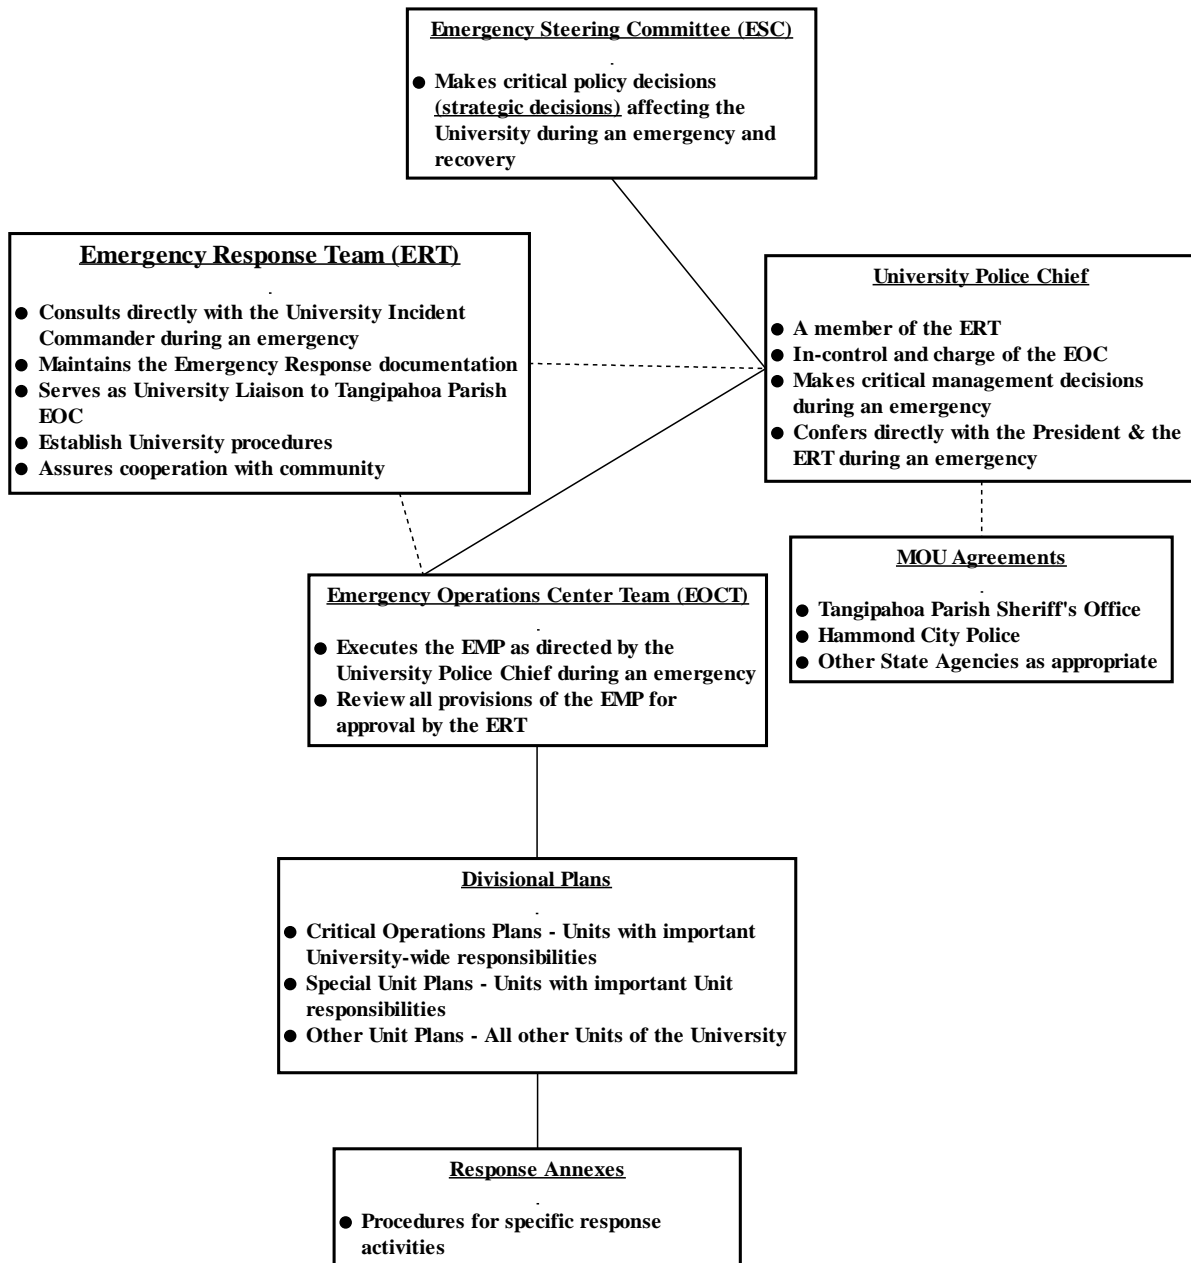 Emergency Steering Committee (ESC)
.
● Makes critical policy decisions
(strategic decisions) affecting the
University during an emergency and
recovery
Emergency Response Team (ERT)
.
● Consults directly with the University Incident
Commander during an emergency
● Maintains the Emergency Response documentation
● Serves as University Liaison to Tangipahoa Parish
EOC
● Establish University procedures
● Assures cooperation with community
University Police Chief
.
● A member of the ERT
● In-control and charge of the EOC
● Makes critical management decisions
during an emergency
● Confers directly with the President & the
ERT during an emergency
MOU Agreements
.
● Tangipahoa Parish Sheriff's Office
● Hammond City Police
● Other State Agencies as appropriate
Emergency Operations Center Team (EOCT)
.
● Executes the EMP as directed by the
University Police Chief during an emergency
● Review all provisions of the EMP for
approval by the ERT
Divisional Plans
.
● Critical Operations Plans - Units with important
University-wide responsibilities
● Special Unit Plans - Units with important Unit
responsibilities
● Other Unit Plans - All other Units of the University
Response Annexes
.
● Procedures for specific response
activities